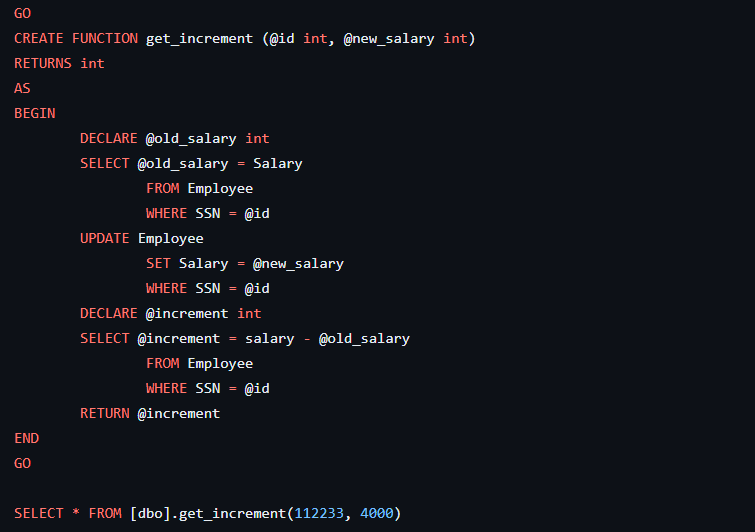 GO
CREATE FUNCTION get_increment (@id int, @new_salary int)
RETURNS int
AS
BEGIN
DECLARE @old_salary int
SELECT @old_salary = Salary
FROM Employee
WHERE SSN = @id
UPDATE Employee
SET Salary = @new_salary
WHERE SSN = @id
DECLARE @increment int
SELECT @increment = salary - @old_salary
FROM Employee
WHERE SSN = @id
RETURN @increment
END
GO
SELECT * FROM [dbo].get_increment(112233, 4000)